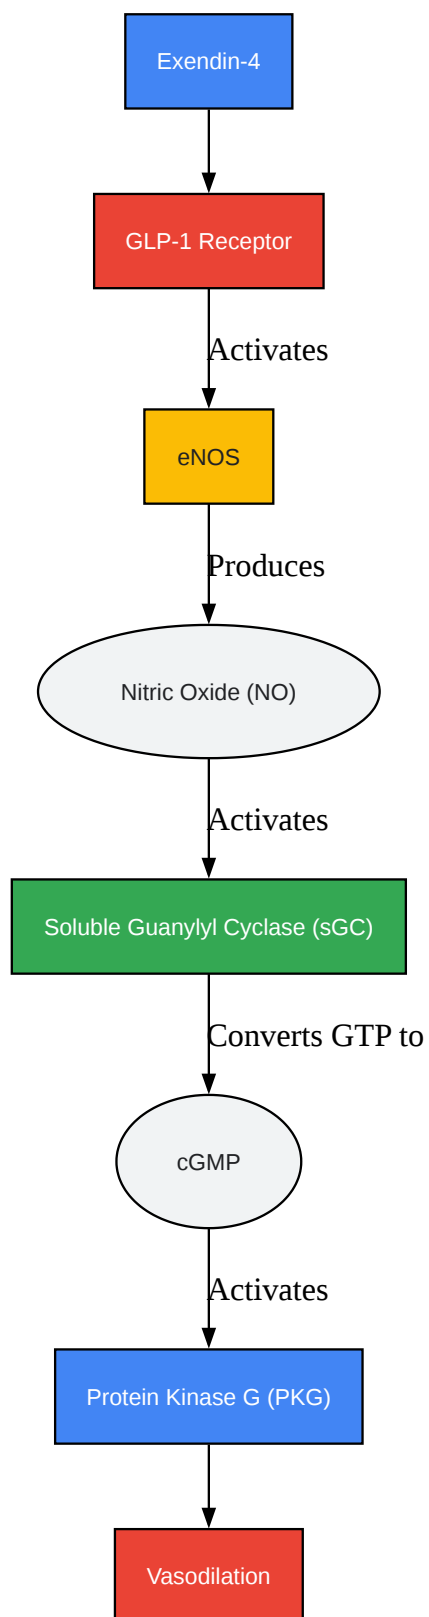 Exendin-4
GLP-1 Receptor
Activates
eNOS
Produces
Nitric Oxide (NO)
Activates
Soluble Guanylyl Cyclase (sGC)
Converts GTP to
cGMP
Activates
Protein Kinase G (PKG)
Vasodilation